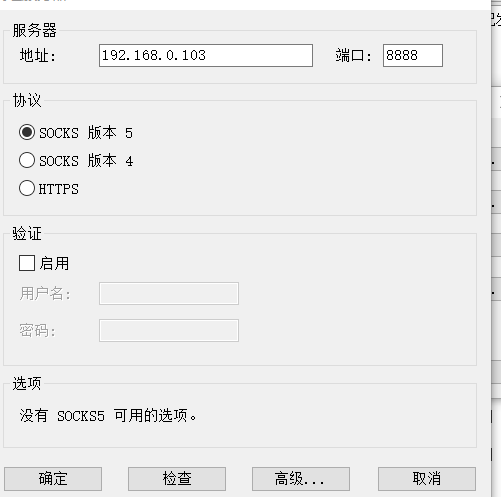 服务器
地址: 192.168.0.103 端口: 8888
协议
SOCKS 版本 5
SOCKS 版本 4
HTTPS
验证
启用
用户名:
密码:
选项
没有 SOCKS5 可用的选项。
确定 检查 高级... 取消